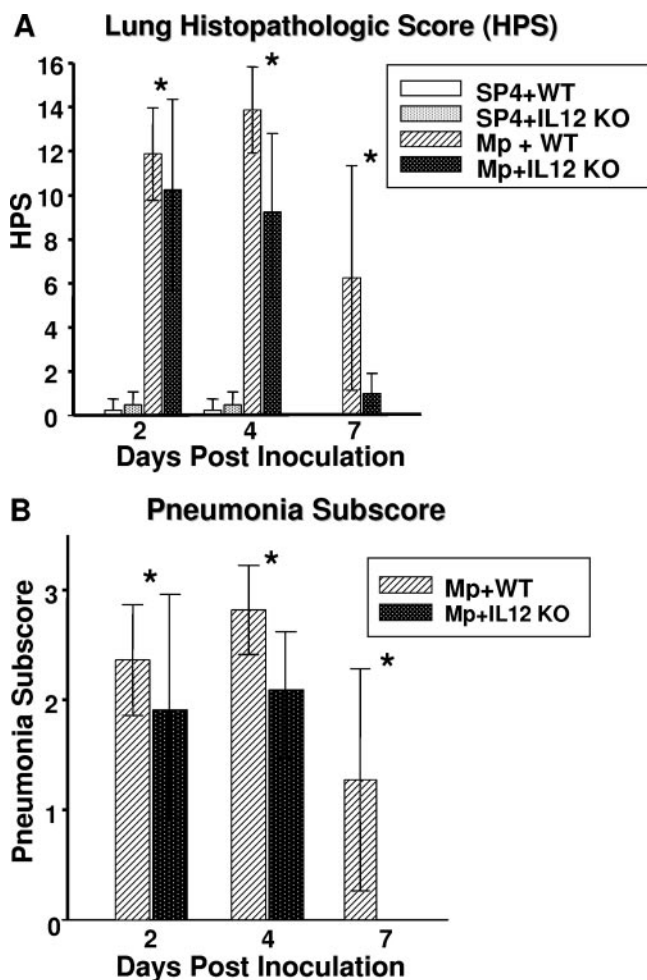 A
Lung Histopathologic Score (HPS)
16
14
12
10
8
6
4
2
0
HPS
*
*
*
SP4+WT
SP4+IL12 KO
Mp + WT
Mp+IL12 KO
2 4 7
Days Post Inoculation
B
Pneumonia Subscore
3
2
1
0
Pneumonia Subscore
*
*
*
Mp+WT
Mp+IL12 KO
2 4 7
Days Post Inoculation